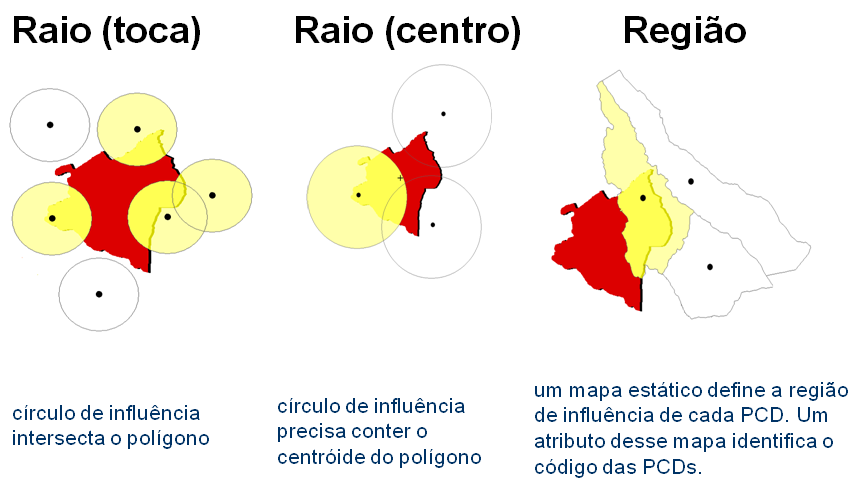 Raio (toca)
Raio (centro)
Região
círculo de influência
intersecta o polígono
círculo de influência
precisa conter o
centróide do polígono
um mapa estático define a região
de influência de cada PCD. Um
atributo desse mapa identifica o
código das PCDs.